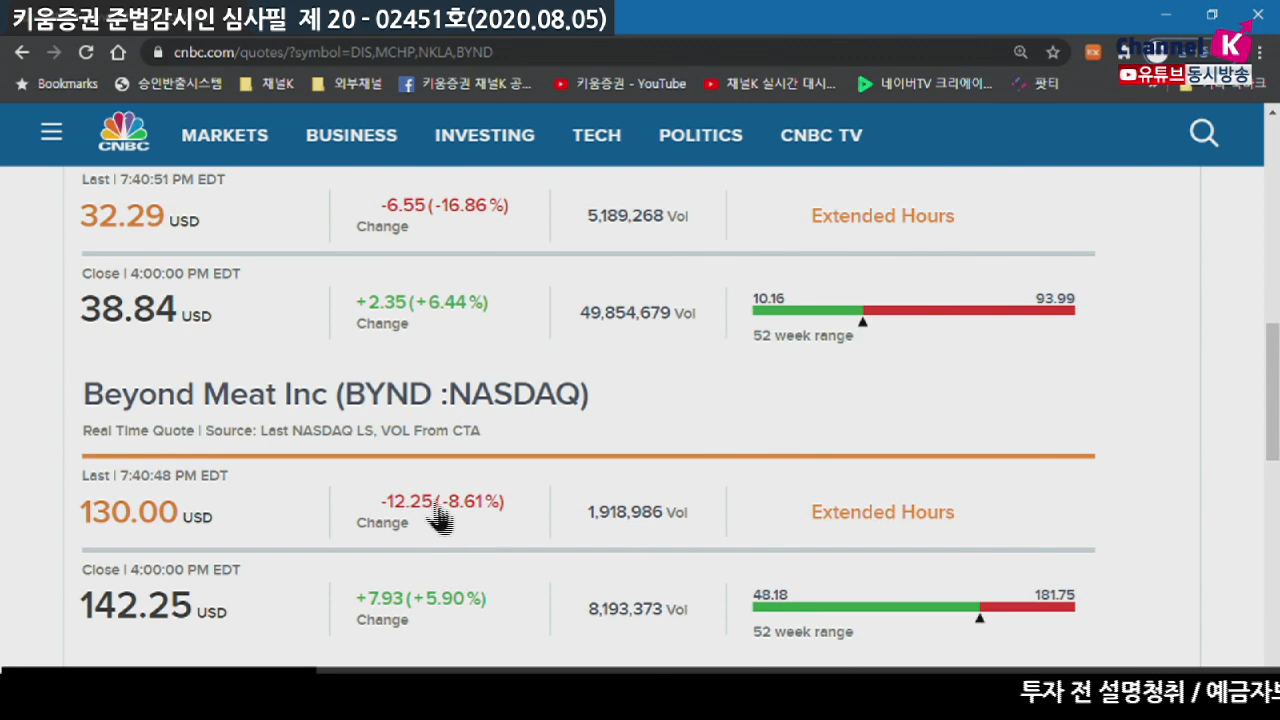 키움증권 준법감시인 심사필 제 20 - 02451호(2020.08.05)
cnbc.com/quotes/?symbol=DIS,MCHP,NKLA,BYND
Channel K
유튜브 동시방송
Bookmarks 승인반출시스템 채널K 외부채널 키움증권 채널K 공... 키움증권 - YouTube 채널K 실시간 대시... 네이버TV 크리에이... 팟티
CNBC MARKETS BUSINESS INVESTING TECH POLITICS CNBC TV
Last | 7:40:51 PM EDT
32.29 USD
-6.55 (-16.86%)
Change
5,189,268 Vol
Extended Hours
Close | 4:00:00 PM EDT
38.84 USD
+2.35 (+6.44%)
Change
49,854,679 Vol
10.16 93.99
52 week range
Beyond Meat Inc (BYND :NASDAQ)
Real Time Quote | Source: Last NASDAQ LS, VOL From CTA
Last | 7:40:48 PM EDT
130.00 USD
-12.25 (-8.61%)
Change
1,918,986 Vol
Extended Hours
Close | 4:00:00 PM EDT
142.25 USD
+7.93 (+5.90%)
Change
8,193,373 Vol
48.18 181.75
52 week range
투자 전 설명청취 / 예금자보